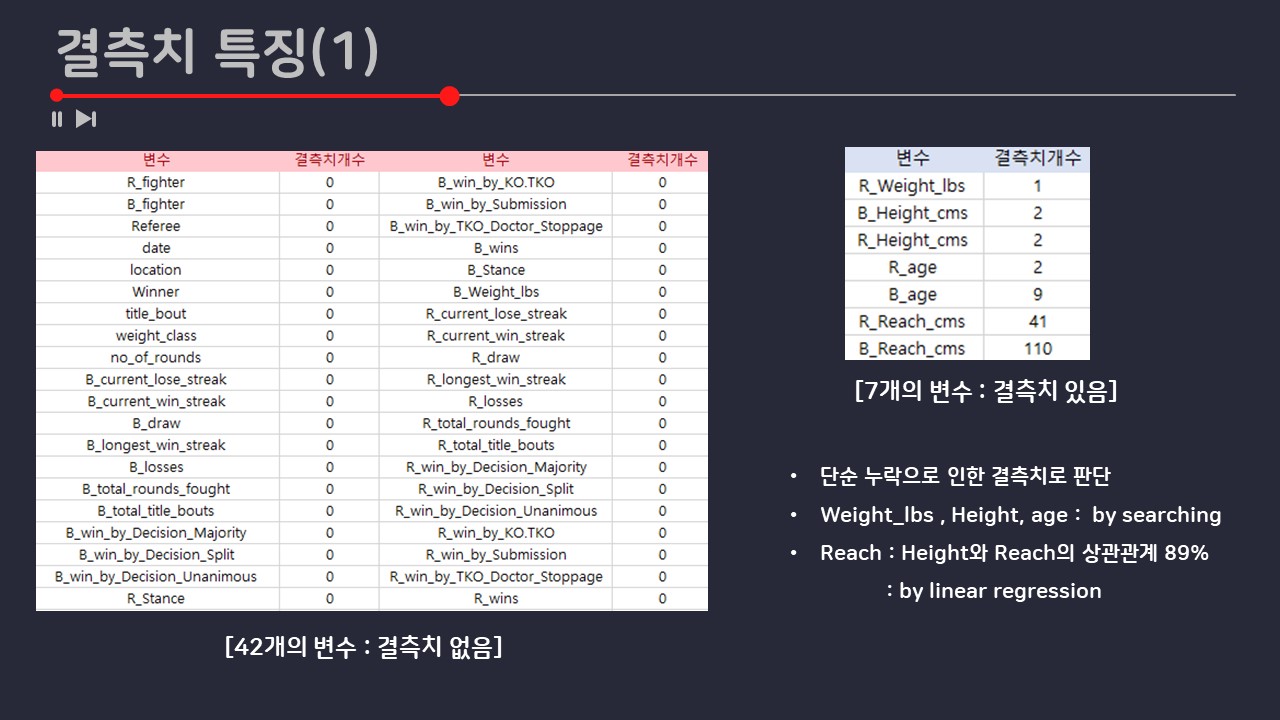 결측치 특징(1)
변수 결측치개수 변수 결측치개수
R_fighter 0 B_win_by_KO.TKO 0
B_fighter 0 B_win_by_Submission 0
Referee 0 B_win_by_TKO_Doctor_Stoppage 0
date 0 B_wins 0
location 0 B_Stance 0
Winner 0 B_Weight_lbs 0
title_bout 0 R_current_lose_streak 0
weight_class 0 R_current_win_streak 0
no_of_rounds 0 R_draw 0
B_current_lose_streak 0 R_longest_win_streak 0
B_current_win_streak 0 R_losses 0
B_draw 0 R_total_rounds_fought 0
B_longest_win_streak 0 R_total_title_bouts 0
B_losses 0 R_win_by_Decision_Majority 0
B_total_rounds_fought 0 R_win_by_Decision_Split 0
B_total_title_bouts 0 R_win_by_Decision_Unanimous 0
B_win_by_Decision_Majority 0 R_win_by_KO.TKO 0
B_win_by_Decision_Split 0 R_win_by_Submission 0
B_win_by_Decision_Unanimous 0 R_win_by_TKO_Doctor_Stoppage 0
R_Stance 0 R_wins 0
[42개의 변수 : 결측치 없음]
변수 결측치개수
R_Weight_lbs 1
B_Height_cms 2
R_Height_cms 2
R_age 2
B_age 9
R_Reach_cms 41
B_Reach_cms 110
[7개의 변수 : 결측치 있음]
• 단순 누락으로 인한 결측치로 판단
• Weight_lbs , Height, age : by searching
• Reach : Height와 Reach의 상관관계 89%
: by linear regression